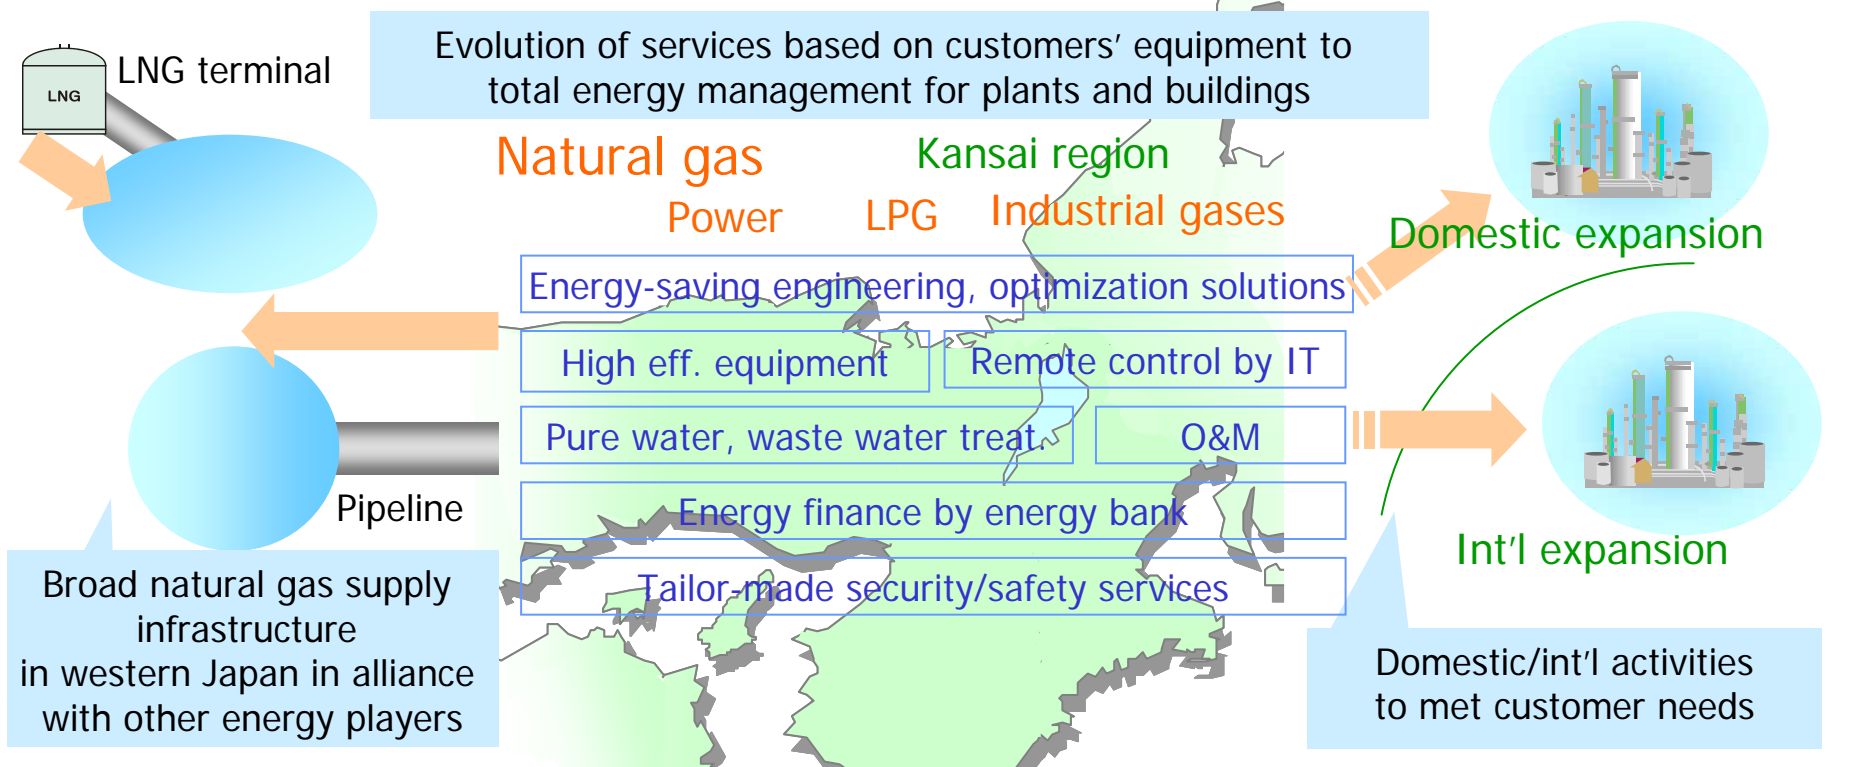 Evolution of services based on customers’ equipment to
total energy management for plants and buildings
LNG terminal
LNG
Natural gas
Kansai region
Power
LPG
Industrial gases
Domestic expansion
Energy-saving engineering, optimization solutions
High eff. equipment
Remote control by IT
Pure water, waste water treat.
O&M
Pipeline
Energy finance by energy bank
Int’l expansion
Tailor-made security/safety services
Broad natural gas supply
infrastructure
in western Japan in alliance
with other energy players
Domestic/int’l activities
to met customer needs